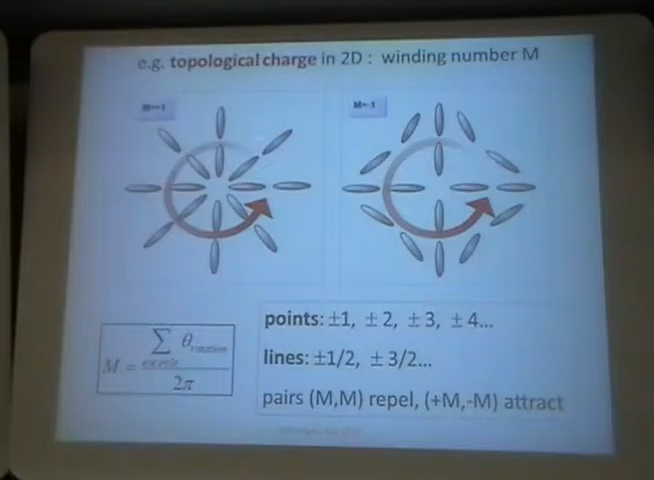 e.g. topological charge in 2D : winding number M
M=+1
M=-1
M = ∑ θrotation
2π
points: ±1, ±2, ±3, ±4...
lines: ±1/2, ±3/2...
pairs (M,M) repel, (+M,-M) attract